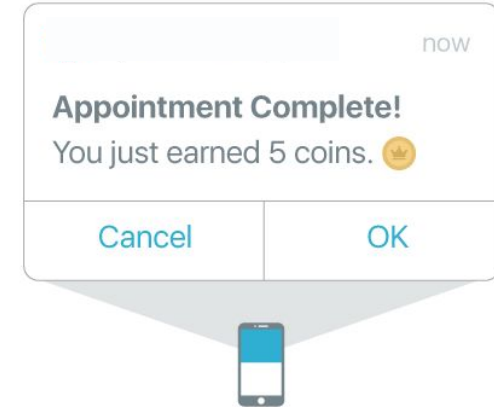 now
Appointment Complete!
You just earned 5 coins.
Cancel
OK